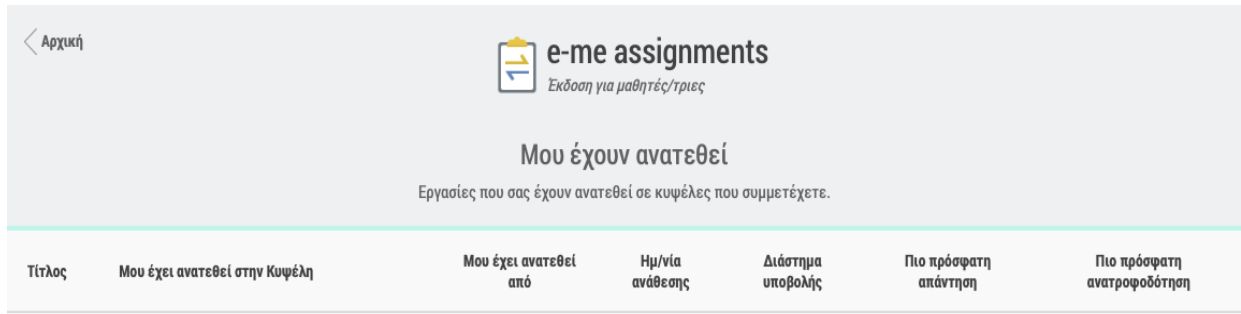 Αρχική
e-me assignments
Έκδοση για μαθητές/τριες
Μου έχουν ανατεθεί
Εργασίες που σας έχουν ανατεθεί σε κυψέλες που συμμετέχετε.
Τίτλος
Μου έχει ανατεθεί στην Κυψέλη
Μου έχει ανατεθεί
από
Ημ/νία
ανάθεσης
Διάστημα
υποβολής
Πιο πρόσφατη
απάντηση
Πιο πρόσφατη
ανατροφοδότηση